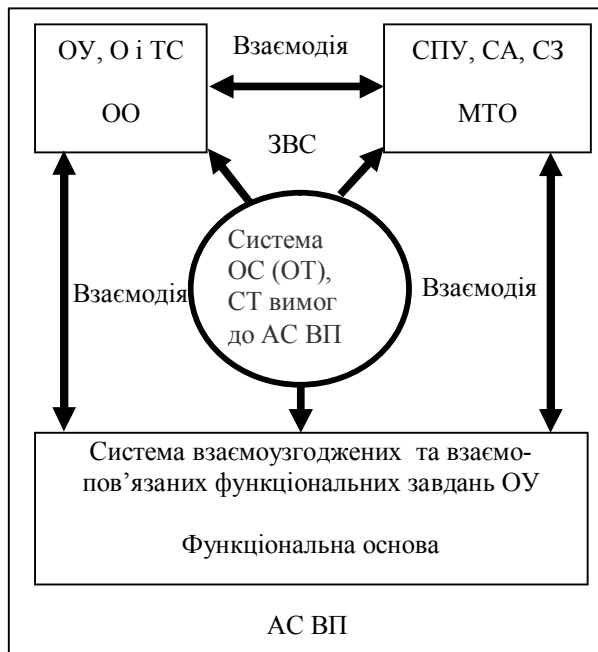 ОУ, О і ТС
ОО
Взаємодія
СПУ, СА, СЗ
МТО
ЗВС
Система
ОС (ОТ),
СТ вимог
до АС ВП
Взаємодія
Взаємодія
Система взаємоузгоджених та взаємо-
пов’язаних функціональних завдань ОУ
Функціональна основа
АС ВП